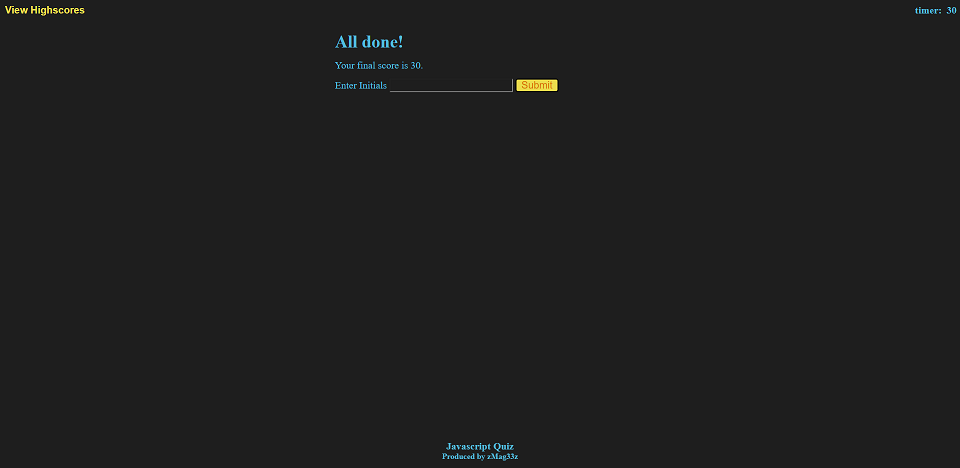 View Highscores
timer: 30
All done!
Your final score is 30.
Enter Initials Submit
Javascript Quiz
Produced by zMag33z